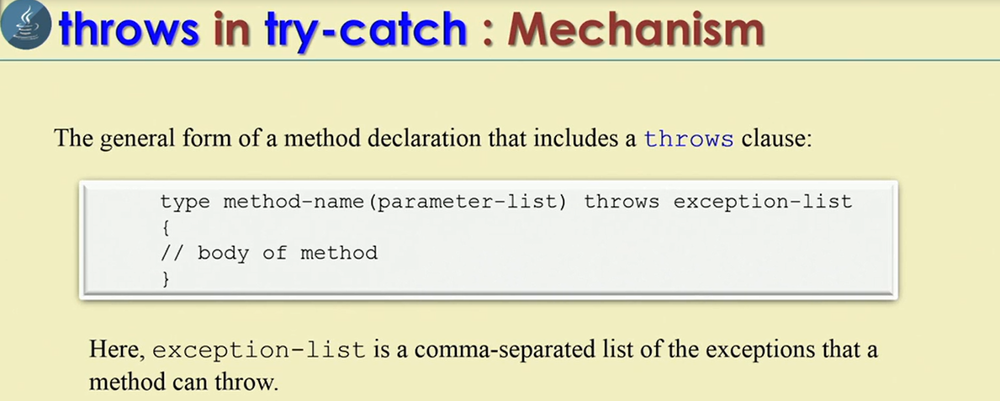 throws in try-catch : Mechanism
The general form of a method declaration that includes a throws clause:
type method-name(parameter-list) throws exception-list
{
// body of method
}
Here, exception-list is a comma-separated list of the exceptions that a
method can throw.